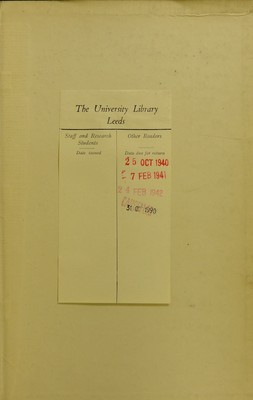 The University Library
Leeds
Staff and Research
Students
Other Readers
Date issued
Date due for return
25 OCT 1940
7 FEB 1941
FEB